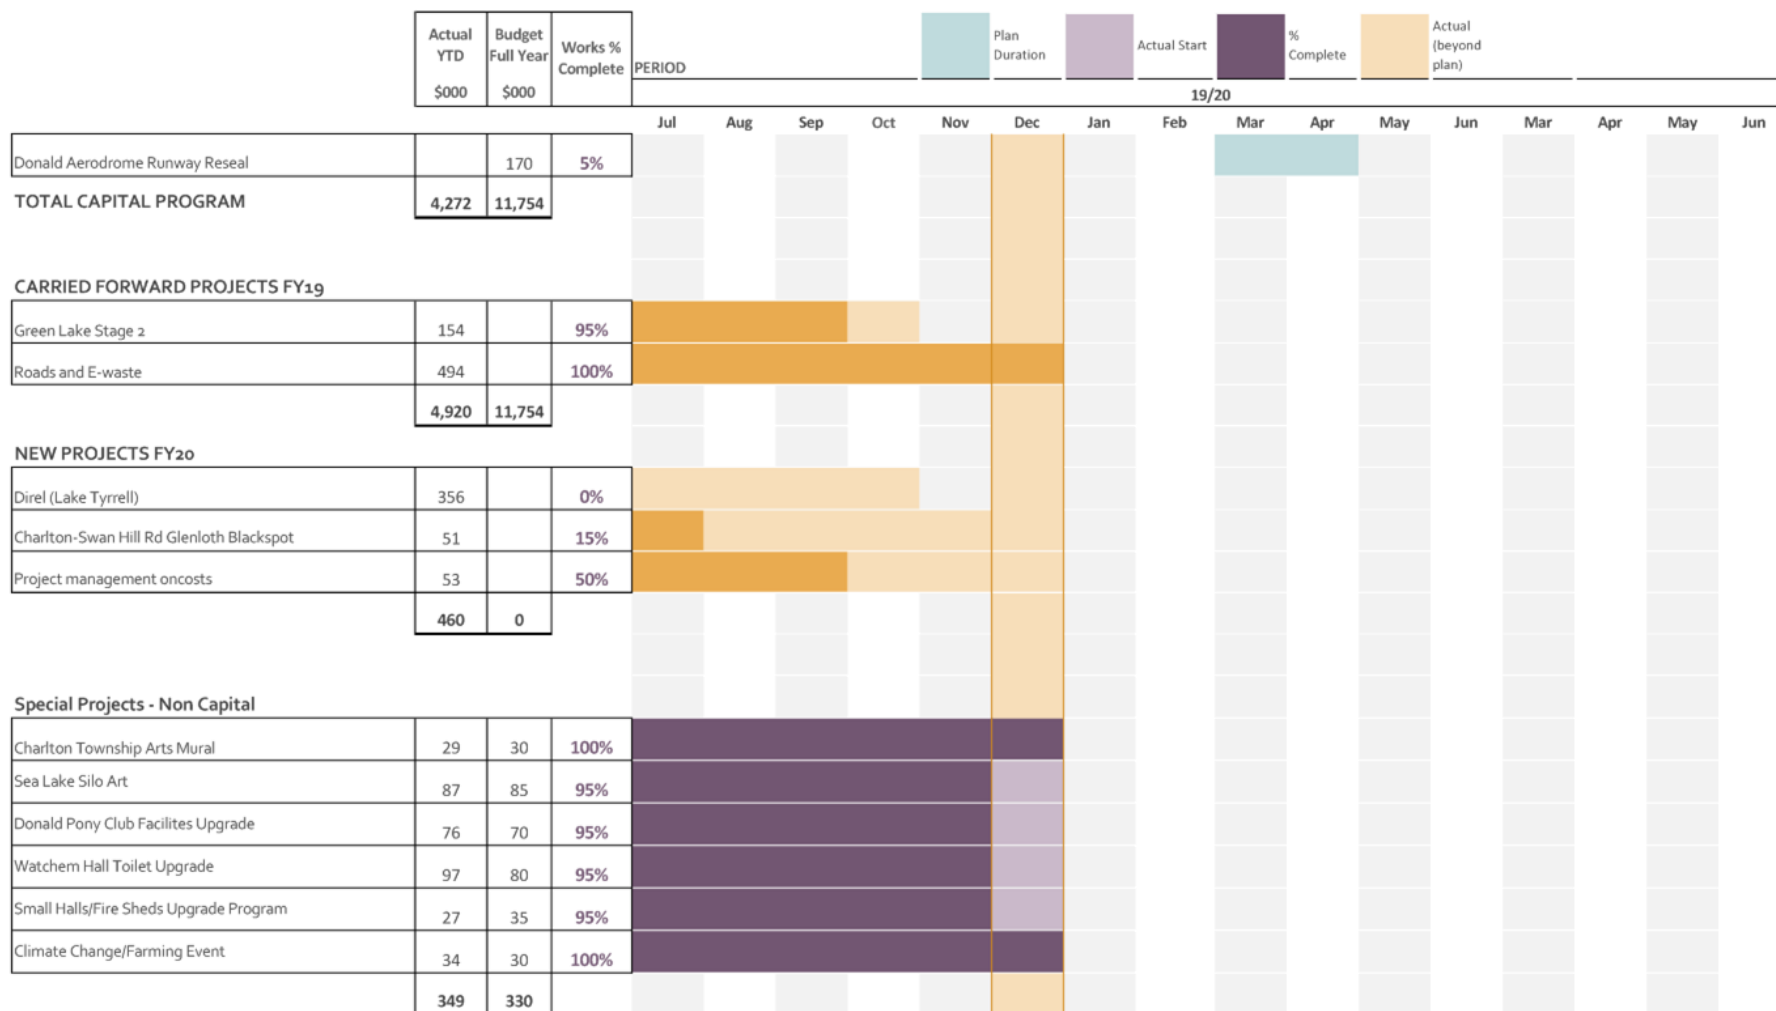 Actual YTD $000
Budget Full Year $000
Works % Complete
PERIOD
Plan Duration
Actual Start
% Complete
Actual (beyond plan)
19/20
Jul Aug Sep Oct Nov Dec Jan Feb Mar Apr May Jun Mar Apr May Jun
Donald Aerodrome Runway Reseal 170 5%
TOTAL CAPITAL PROGRAM 4,272 11,754
CARRIED FORWARD PROJECTS FY19
Green Lake Stage 2 154 95%
Roads and E-waste 494 100%
4,920 11,754
NEW PROJECTS FY20
Direl (Lake Tyrrell) 356 0%
Charlton-Swan Hill Rd Glenloth Blackspot 51 15%
Project management oncosts 53 50%
460 0
Special Projects - Non Capital
Charlton Township Arts Mural 29 30 100%
Sea Lake Silo Art 87 85 95%
Donald Pony Club Facilites Upgrade 76 70 95%
Watchem Hall Toilet Upgrade 97 80 95%
Small Halls/Fire Sheds Upgrade Program 27 35 95%
Climate Change/Farming Event 34 30 100%
349 330